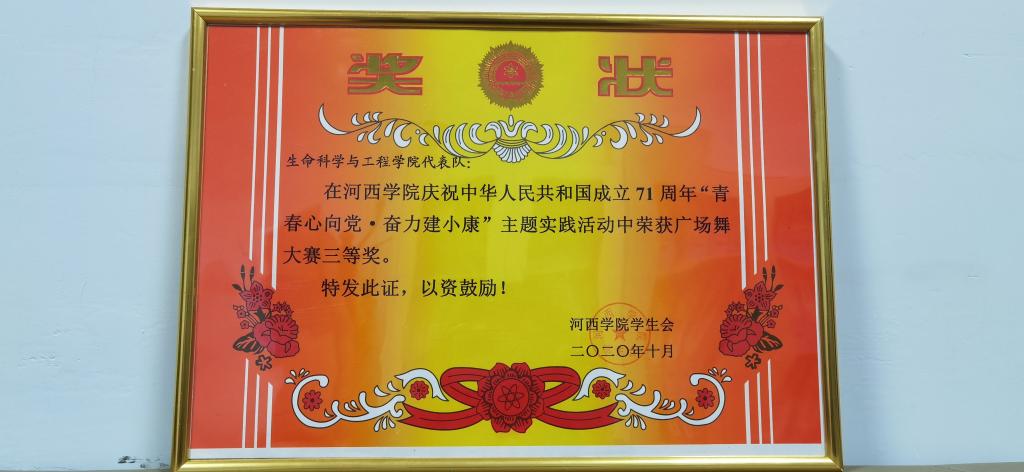 奖 状
生命科学与工程学院代表队：
在河西学院庆祝中华人民共和国成立71周年“青
春心向党·奋力建小康”主题实践活动中荣获广场舞
大赛三等奖。
特发此证，以资鼓励！
河西学院学生会
二〇二〇年十月